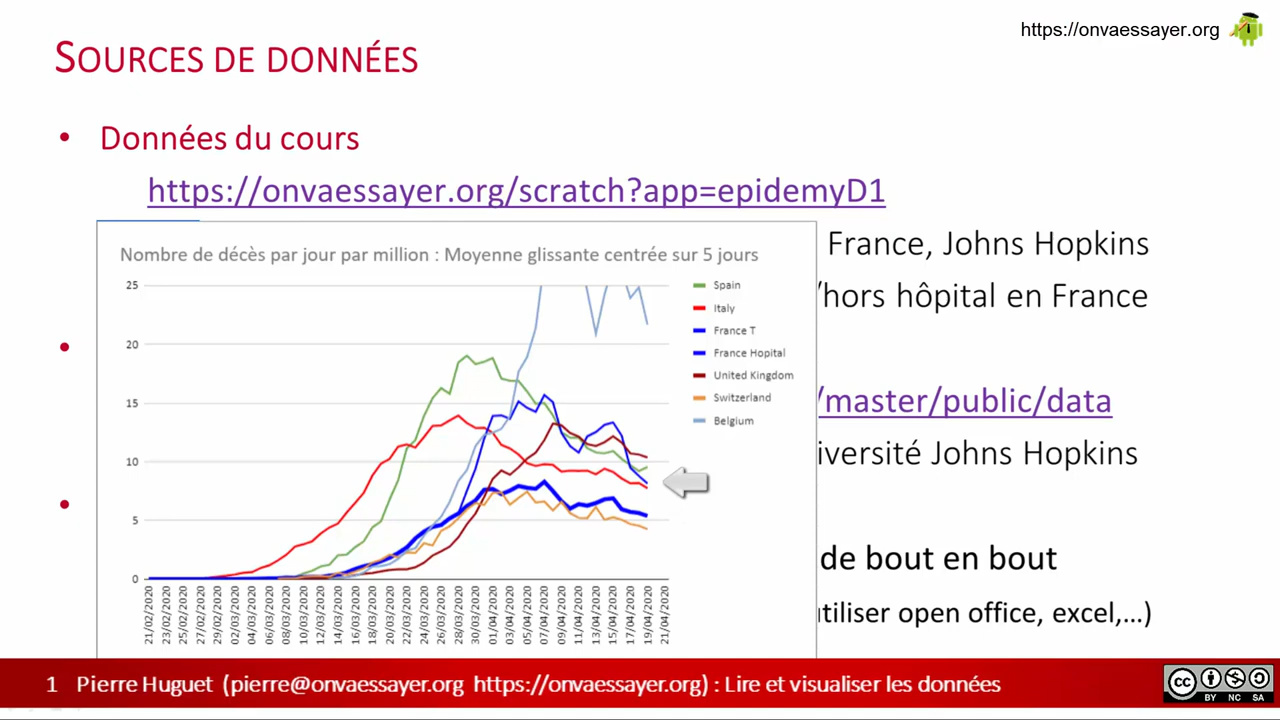 https://onvaessayer.org
SOURCES DE DONNÉES
• Données du cours
https://onvaessayer.org/scratch?app=epidemyD1
France, Johns Hopkins
/hors hôpital en France
/master/public/data
iversité Johns Hopkins
de bout en bout
utiliser open office, excel,...)
Nombre de décès par jour par million : Moyenne glissante centrée sur 5 jours
25
20
15
10
5
0
Spain
Italy
France T
France Hopital
United Kingdom
Switzerland
Belgium
21/02/2020
23/02/2020
25/02/2020
27/02/2020
29/02/2020
02/03/2020
04/03/2020
06/03/2020
08/03/2020
10/03/2020
12/03/2020
14/03/2020
16/03/2020
18/03/2020
20/03/2020
22/03/2020
24/03/2020
26/03/2020
28/03/2020
30/03/2020
01/04/2020
03/04/2020
05/04/2020
07/04/2020
09/04/2020
11/04/2020
13/04/2020
15/04/2020
17/04/2020
19/04/2020
21/04/2020
1 Pierre Huguet (pierre@onvaessayer.org https://onvaessayer.org) : Lire et visualiser les données
cc
BY NC SA